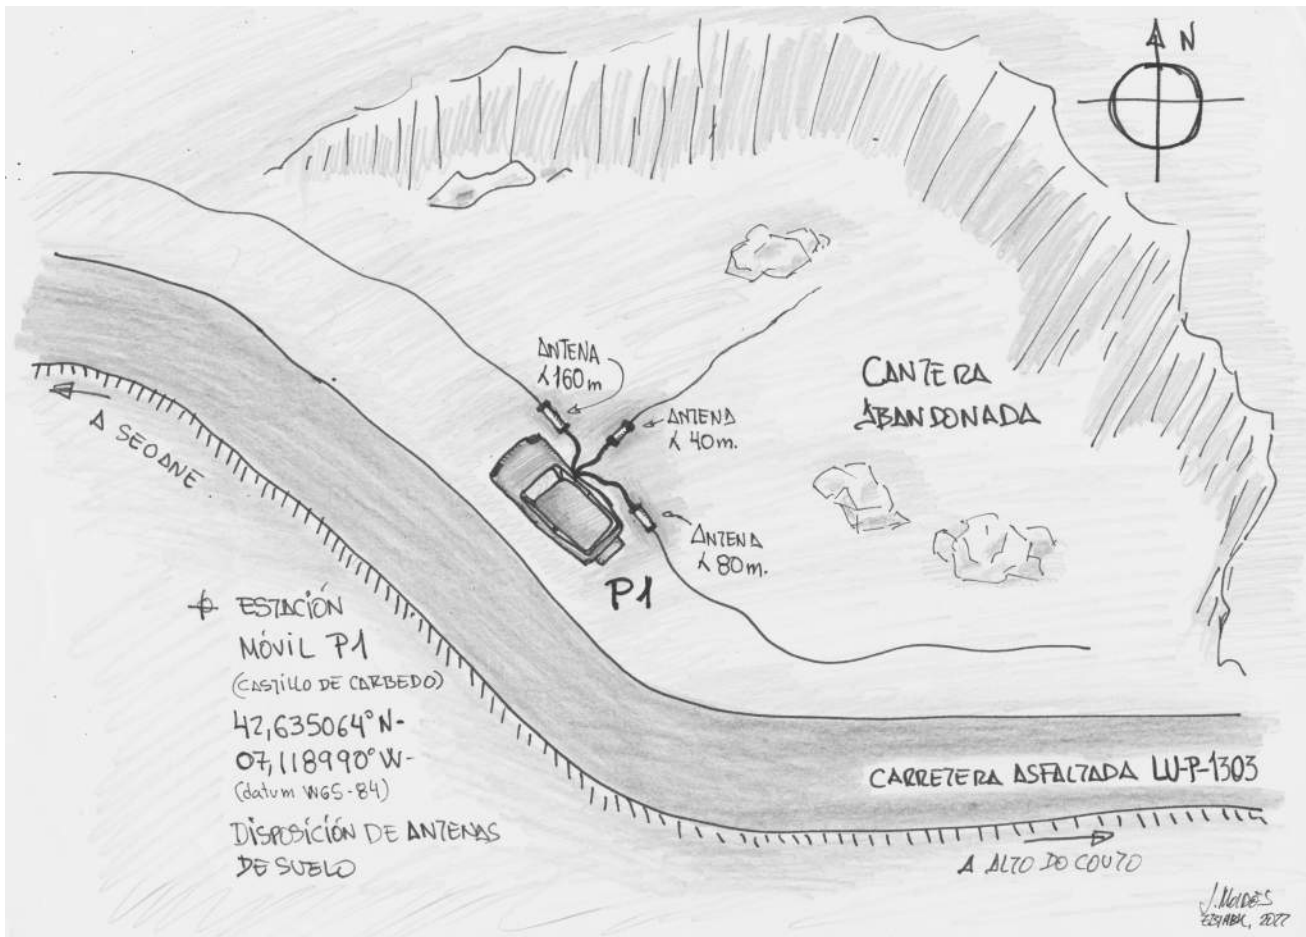 N
ANTENA
λ 160 m
ANTENA
λ 40 m.
CANTERA
ABANDONADA
A SEOANE
ANTENA
λ 80 m.
P1
ESTACIÓN
MÓVIL P1
(CASTILLO DE CARBEDO)
42,635064° N-
07,118990° W-
(datum WGS-84)
DISPOSICIÓN DE ANTENAS
DE SUELO
CARRETERA ASFALTADA LU-P-1303
A ALTO DO COUTO
2022